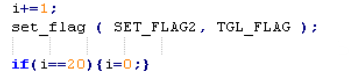 i+=1;
set_flag ( SET_FLAG2, TGL_FLAG );
if(i==20){i=0;}